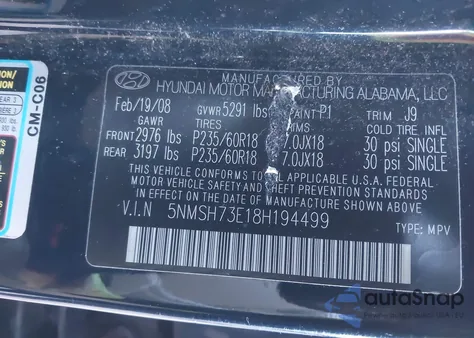 MANUFACTURED BY
HYUNDAI MOTOR MANUFACTURING ALABAMA, LLC
Feb/19/08 GVWR 5291 lbs PAINT P1 TRIM J9
GAWR TIRES RIMS COLD TIRE
FRONT 2976 lbs P235/60R18 7.0JX18 30 psi SINGLE
REAR 3197 lbs P235/60R18 7.0JX18 30 psi SINGLE
THIS VEHICLE CONFORMS TO ALL APPLICABLE U.S.A FEDERAL
MOTOR VEHICLE SAFETY AND THEFT PREVENTION STANDARDS
IN EFFECT ON THE DATE OF MANUFACTURE SHOWN ABOVE.
V.I.N 5NMSH73E18H194499
TYPE: MPV
CM-C06
autoSnap